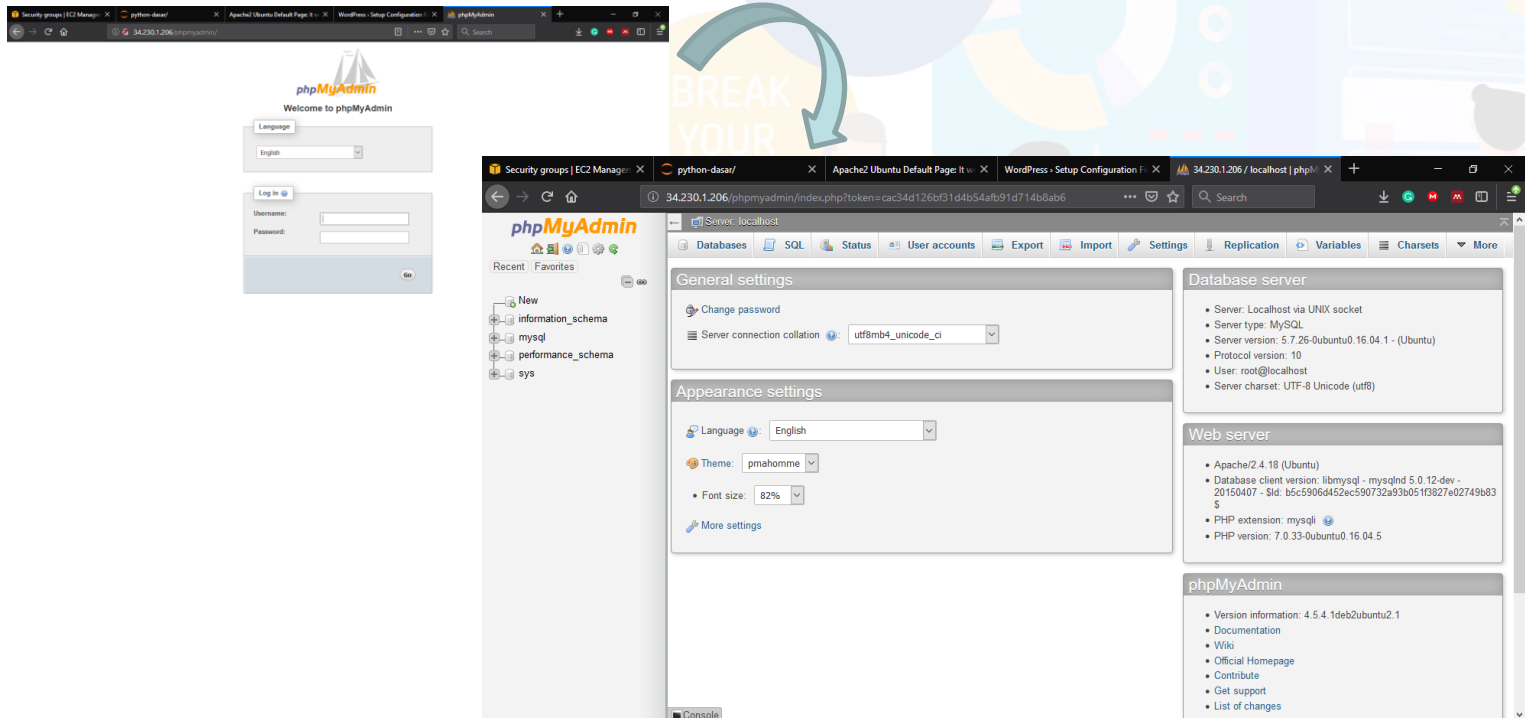 Security groups | EC2 Manager
python-dasar/
Apache2 Ubuntu Default Page: It w
WordPress › Setup Configuration F
phpMyAdmin
34.230.1.206/phpmyadmin/
Search
phpMyAdmin
Welcome to phpMyAdmin
Language
English
Log in
Username:
Password:
Go
BREAK
YOUR
Security groups | EC2 Manager
python-dasar/
Apache2 Ubuntu Default Page: It w
WordPress › Setup Configuration F
34.230.1.206 / localhost | phpM
34.230.1.206/phpmyadmin/index.php?token=cac34d126bf31d4b54afb91d714b8ab6
Search
phpMyAdmin
Recent Favorites
New
information_schema
mysql
performance_schema
sys
Server: localhost
Databases SQL Status User accounts Export Import Settings Replication Variables Charsets More
General settings
Change password
Server connection collation : utf8mb4_unicode_ci
Appearance settings
Language : English
Theme: pmahomme
Font size: 82%
More settings
Database server
Server: Localhost via UNIX socket
Server type: MySQL
Server version: 5.7.26-0ubuntu0.16.04.1 - (Ubuntu)
Protocol version: 10
User: root@localhost
Server charset: UTF-8 Unicode (utf8)
Web server
Apache/2.4.18 (Ubuntu)
Database client version: libmysql - mysqlnd 5.0.12-dev -
20150407 - $Id: b5c5906d452ec590732a93b051f3827e02749b83
$
PHP extension: mysqli
PHP version: 7.0.33-0ubuntu0.16.04.5
phpMyAdmin
Version information: 4.5.4.1deb2ubuntu2.1
Documentation
Wiki
Official Homepage
Contribute
Get support
List of changes
Console